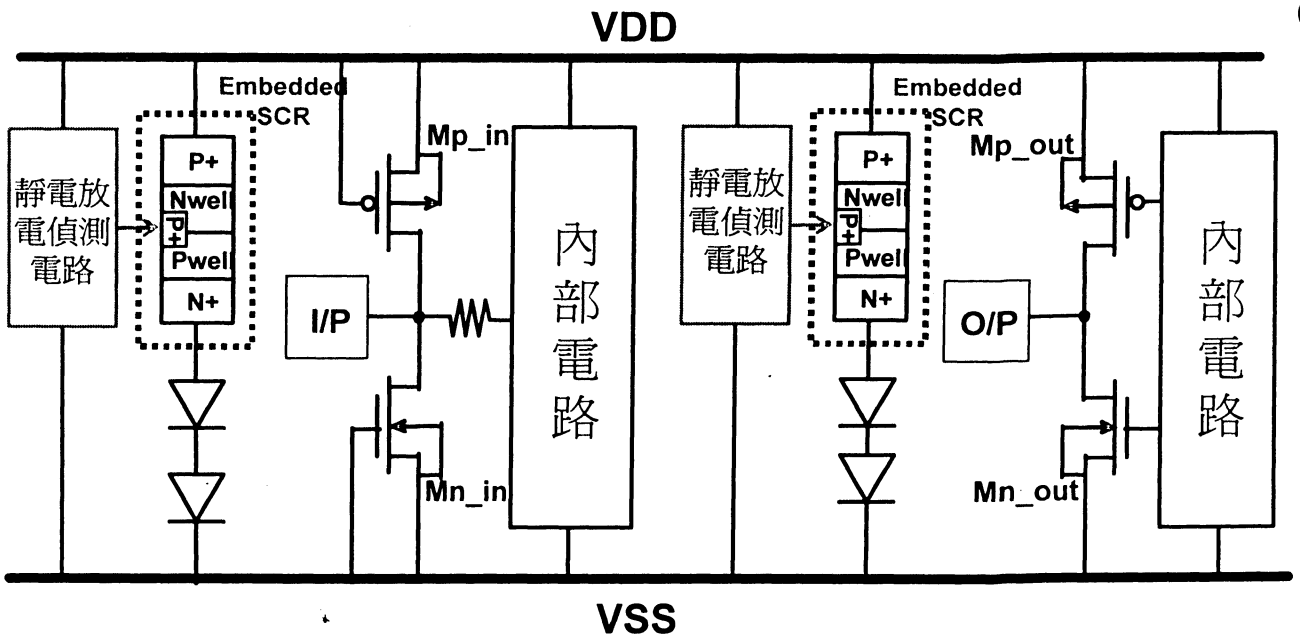 VDD
Embedded
SCR
靜電放
電偵測
電路
P+
Nwell
P+
Pwell
N+
Mp_in
I/P
Mn_in
內
部
電
路
Embedded
SCR
靜電放
電偵測
電路
P+
Nwell
P+
Pwell
N+
Mp_out
O/P
Mn_out
內
部
電
路
VSS